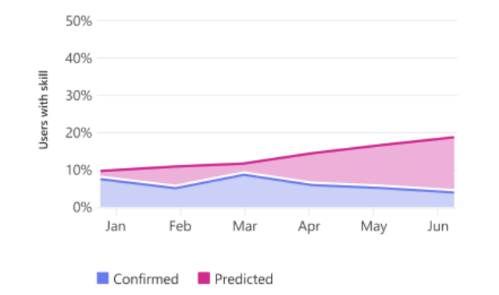 50%
40%
30%
20%
10%
0%
Users with skill
Jan Feb Mar Apr May Jun
Confirmed Predicted